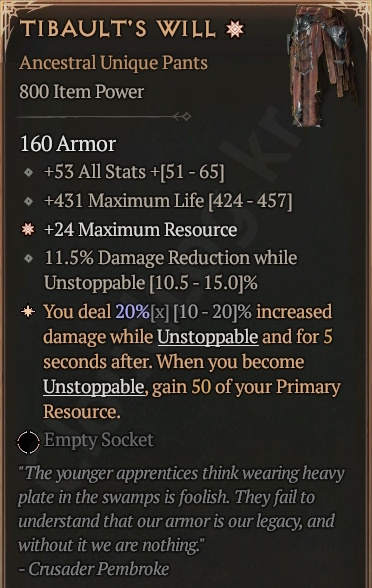 TIBAULT'S WILL
Ancestral Unique Pants
800 Item Power
160 Armor
+53 All Stats +[51 - 65]
+431 Maximum Life [424 - 457]
+24 Maximum Resource
11.5% Damage Reduction while
Unstoppable [10.5 - 15.0]%
You deal 20%[x] [10 - 20]% increased
damage while Unstoppable and for 5
seconds after. When you become
Unstoppable, gain 50 of your Primary
Resource.
Empty Socket
"The younger apprentices think wearing heavy
plate in the swamps is foolish. They fail to
understand that our armor is our legacy, and
without it we are nothing."
- Crusader Pembroke